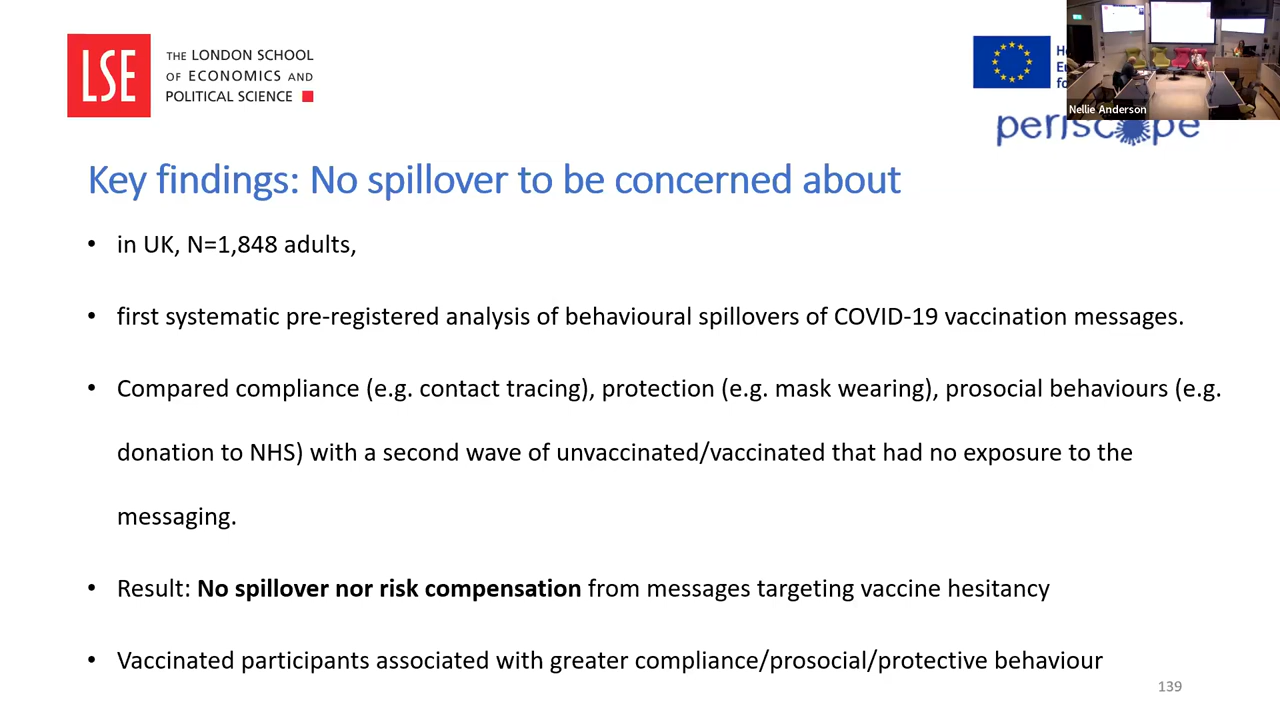 LSE
THE LONDON SCHOOL
OF ECONOMICS AND
POLITICAL SCIENCE
Nellie Anderson
periscope
Key findings: No spillover to be concerned about
• in UK, N=1,848 adults,
• first systematic pre-registered analysis of behavioural spillovers of COVID-19 vaccination messages.
• Compared compliance (e.g. contact tracing), protection (e.g. mask wearing), prosocial behaviours (e.g.
donation to NHS) with a second wave of unvaccinated/vaccinated that had no exposure to the
messaging.
• Result: No spillover nor risk compensation from messages targeting vaccine hesitancy
• Vaccinated participants associated with greater compliance/prosocial/protective behaviour
139